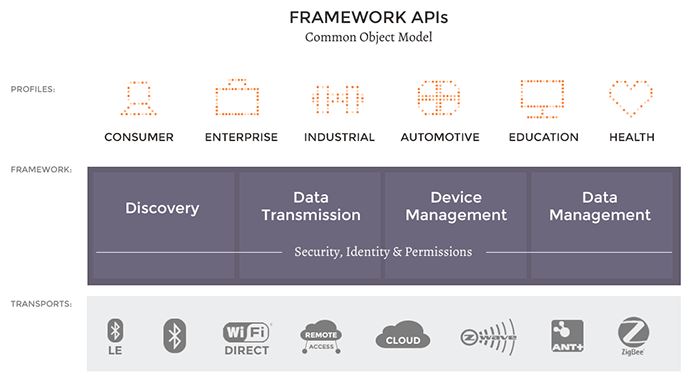 FRAMEWORK APIs
Common Object Model
PROFILES:
CONSUMER ENTERPRISE INDUSTRIAL AUTOMOTIVE EDUCATION HEALTH
FRAMEWORK:
Discovery
Data
Transmission
Device
Management
Data
Management
Security, Identity & Permissions
TRANSPORTS:
LE
WiFi
DIRECT
REMOTE
ACCESS
CLOUD
Z WAVE
ANT+
ZigBee